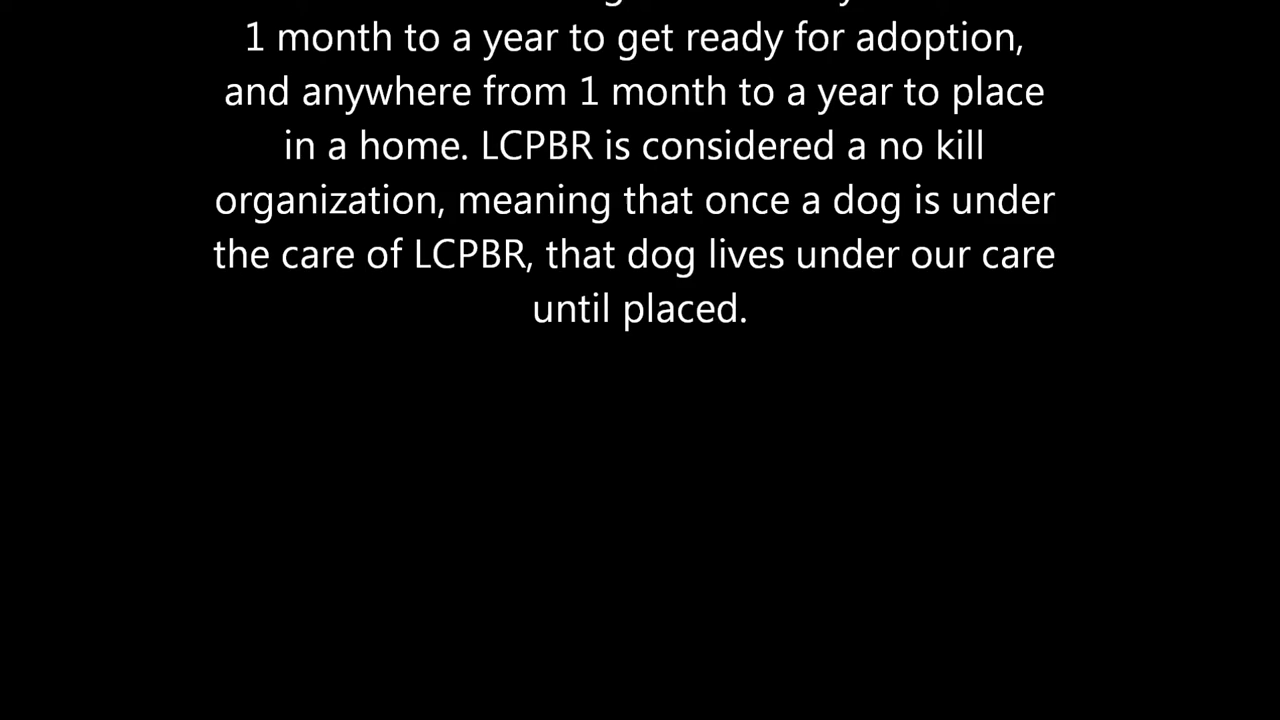 1 month to a year to get ready for adoption,
and anywhere from 1 month to a year to place
in a home. LCPBR is considered a no kill
organization, meaning that once a dog is under
the care of LCPBR, that dog lives under our care
until placed.